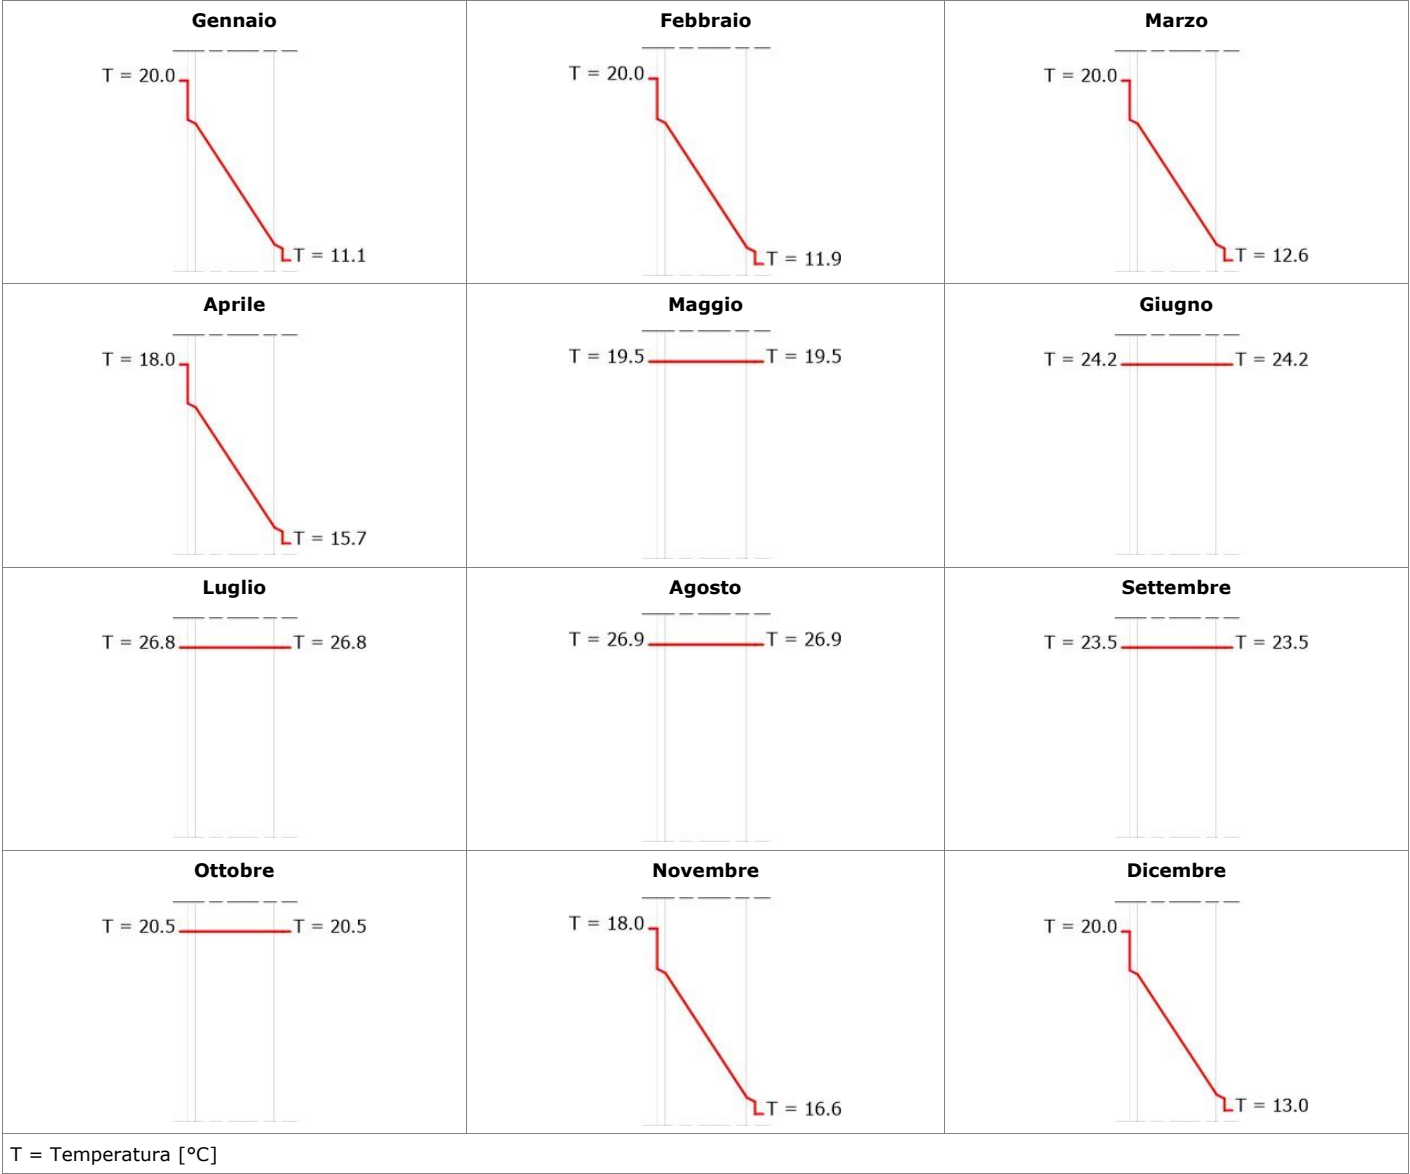 Gennaio
Febbraio
Marzo
T = 20.0
T = 11.1
T = 20.0
T = 11.9
T = 20.0
T = 12.6
Aprile
Maggio
Giugno
T = 18.0
T = 15.7
T = 19.5
T = 19.5
T = 24.2
T = 24.2
Luglio
Agosto
Settembre
T = 26.8
T = 26.8
T = 26.9
T = 26.9
T = 23.5
T = 23.5
Ottobre
Novembre
Dicembre
T = 20.5
T = 20.5
T = 18.0
T = 16.6
T = 20.0
T = 13.0
T = Temperatura [°C]